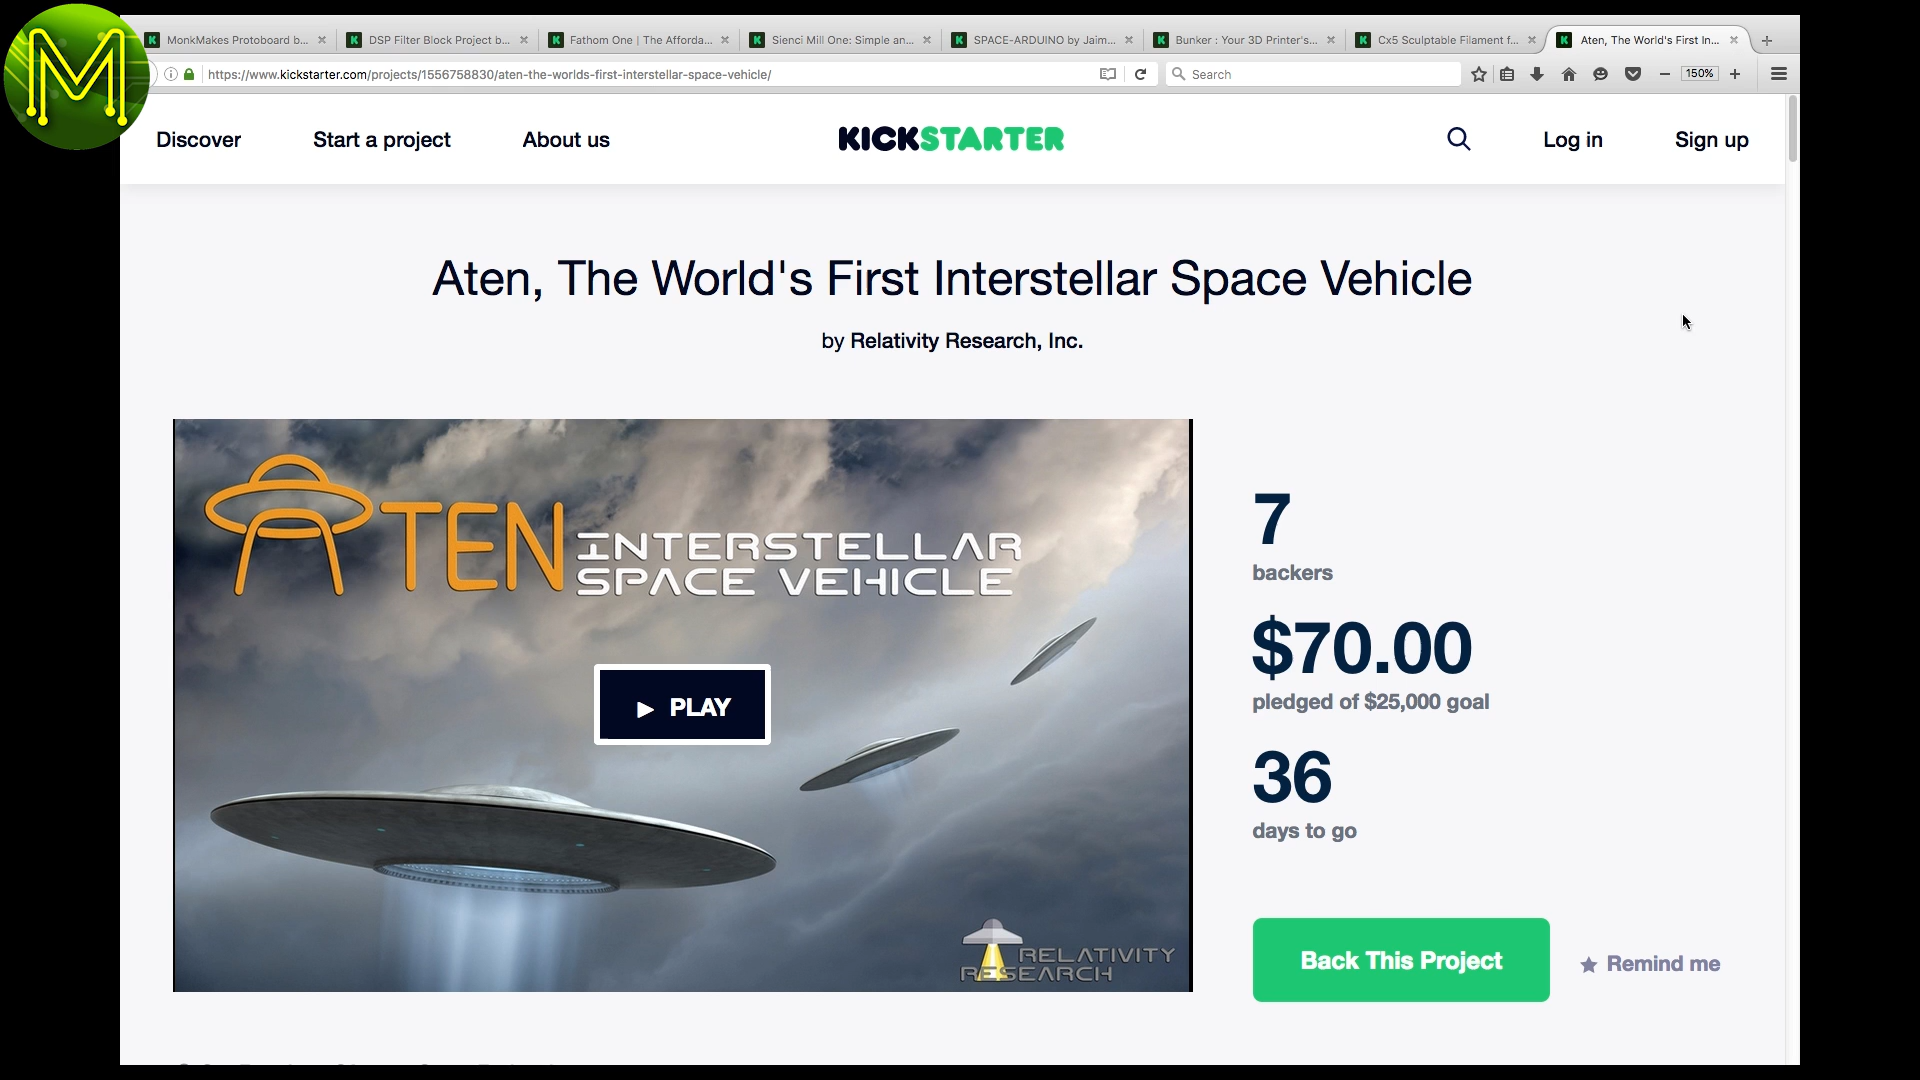 M
MonkMakes Protoboard b...
DSP Filter Block Project b...
Fathom One | The Afforda...
Sienci Mill One: Simple an...
SPACE-ARDUINO by Jaim...
Bunker : Your 3D Printer's...
Cx5 Sculptable Filament f...
Aten, The World's First In...
https://www.kickstarter.com/projects/1556758830/aten-the-worlds-first-interstellar-space-vehicle/
Search
150%
Discover
Start a project
About us
KICKSTARTER
Log in
Sign up
Aten, The World's First Interstellar Space Vehicle
by Relativity Research, Inc.
ATEN INTERSTELLAR
SPACE VEHICLE
PLAY
RELATIVITY
RESEARCH
7
backers
$70.00
pledged of $25,000 goal
36
days to go
Back This Project
Remind me